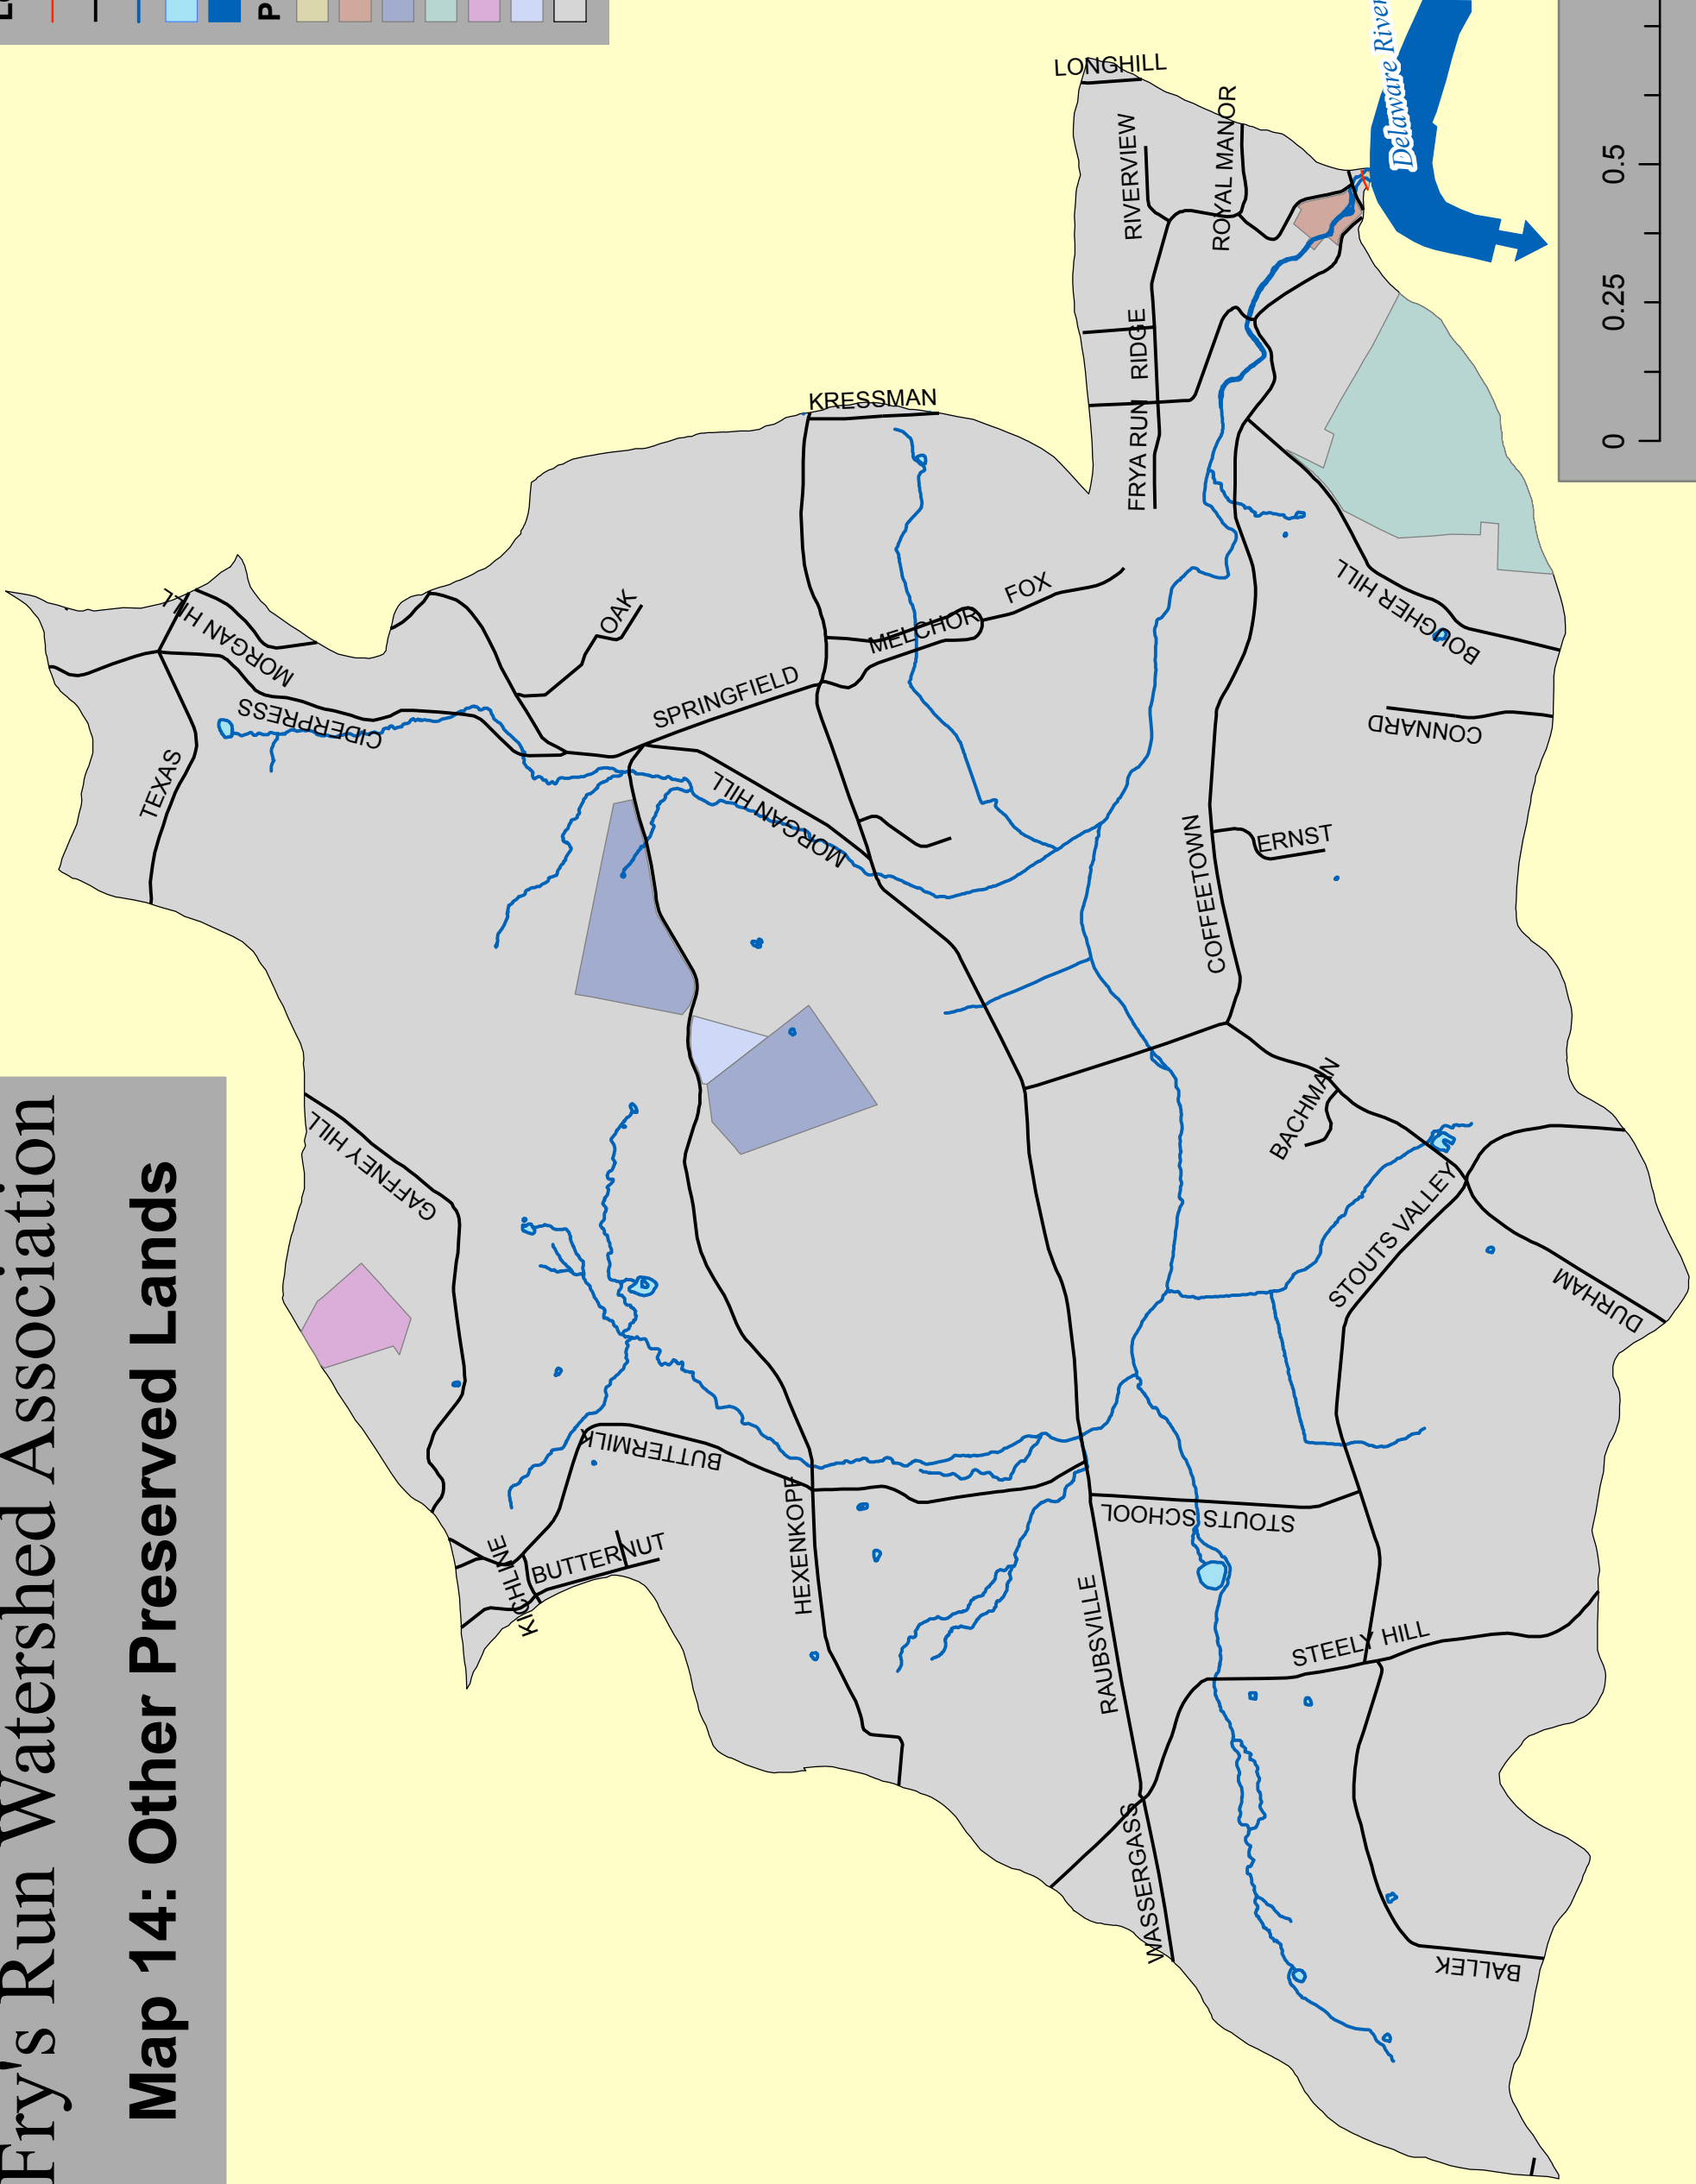 Fry's Run Watershed Association
Map 14: Other Preserved Lands
LONGHILL
RIVERVIEW
ROYAL MANOR
Delaware River
RIDGE
FRYA RUN
KRESSMAN
FOX
MELCHOR
OAK
SPRINGFIELD
MORGAN HILL
CIDERPRESS
TEXAS
MORGAN HILL
BOUGHER HILL
CONNARD
ERNST
COFFEETOWN
BACHMAN
STOUTS VALLEY
DURHAM
GAFFNEY HILL
BUTTERMILK
HEXENKOPF
KICHLINE
BUTTERNUT
STOUTS SCHOOL
RAUBSVILLE
STEELY HILL
WASSERGASS
BALLEK
0
0.25
0.5
P